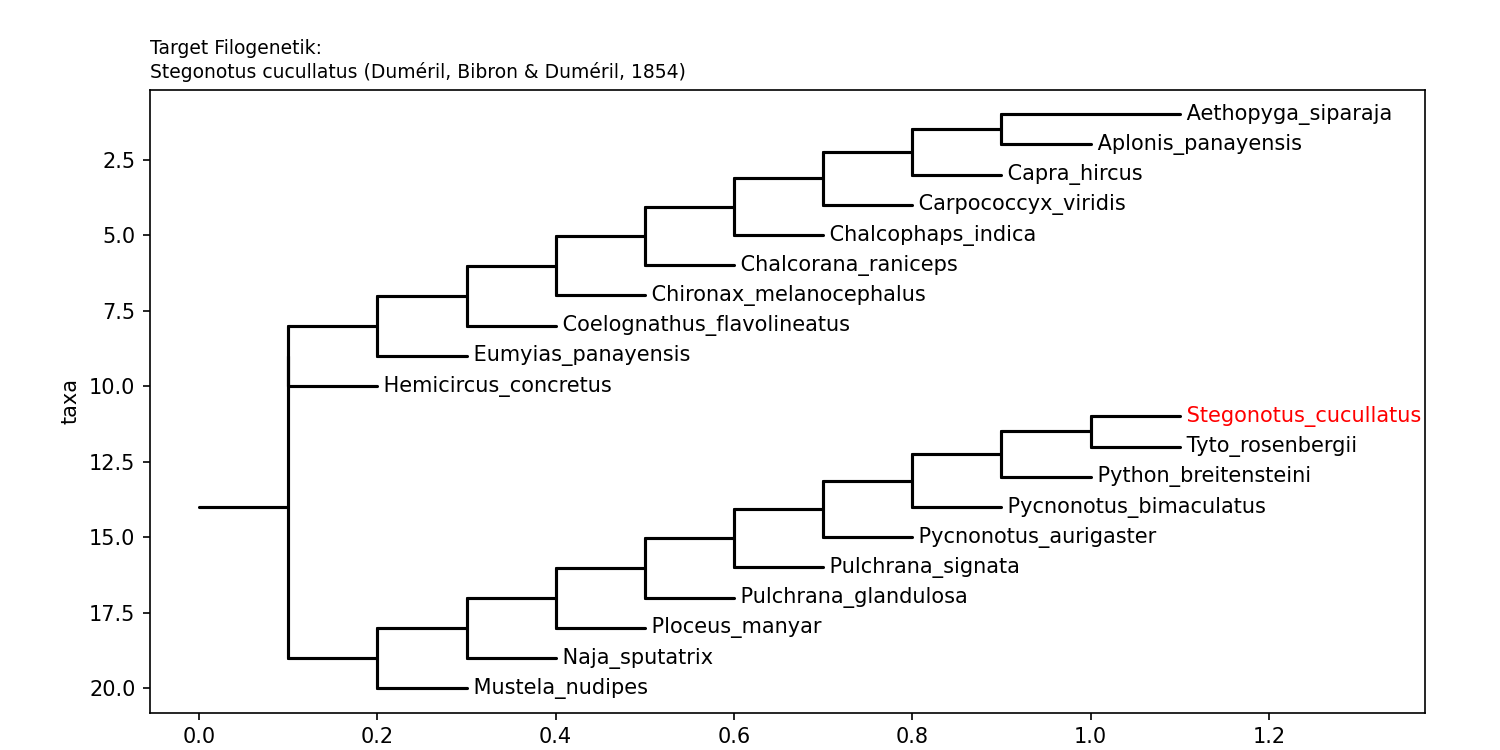 Target Filogenetik:
Stegonotus cucullatus (Duméril, Bibron & Duméril, 1854)
Aethopyga_siparaja
Aplonis_panayensis
2.5
Capra_hircus
Carpococcyx_viridis
5.0
Chalcophaps_indica
Chalcorana_raniceps
Chironax_melanocephalus
7.5
Coelognathus_flavolineatus
Eumyias_panayensis
taxa
10.0
Hemicircus_concretus
Stegonotus_cucullatus
Tyto_rosenbergii
12.5
Python_breitensteini
Pycnonotus_bimaculatus
15.0
Pycnonotus_aurigaster
Pulchrana_signata
Pulchrana_glandulosa
17.5
Ploceus_manyar
Naja_sputatrix
20.0
Mustela_nudipes
0.0 0.2 0.4 0.6 0.8 1.0 1.2